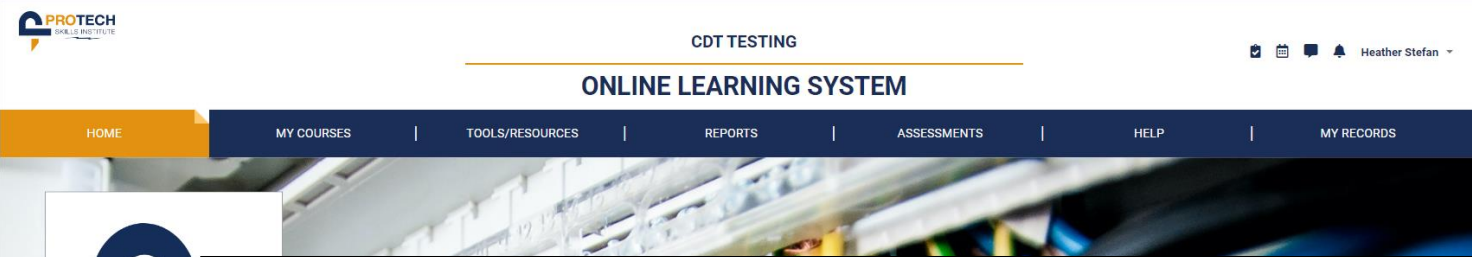 PROTECH
SKILLS INSTITUTE
CDT TESTING
Heather Stefan
ONLINE LEARNING SYSTEM
HOME
MY COURSES | TOOLS/RESOURCES | REPORTS | ASSESSMENTS | HELP | MY RECORDS